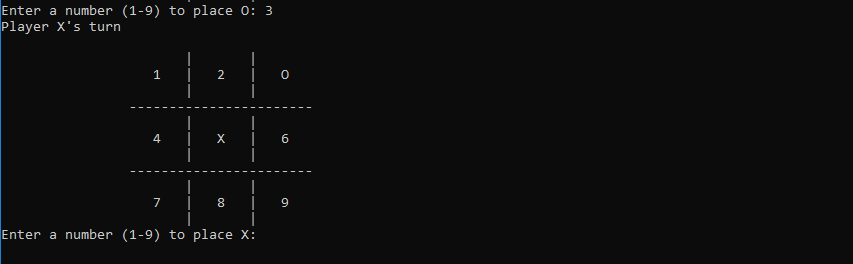 Enter a number (1-9) to place O: 3
Player X's turn
| |
1 | 2 | O
| |
-----------------------
| |
4 | X | 6
| |
-----------------------
| |
7 | 8 | 9
| |
Enter a number (1-9) to place X: